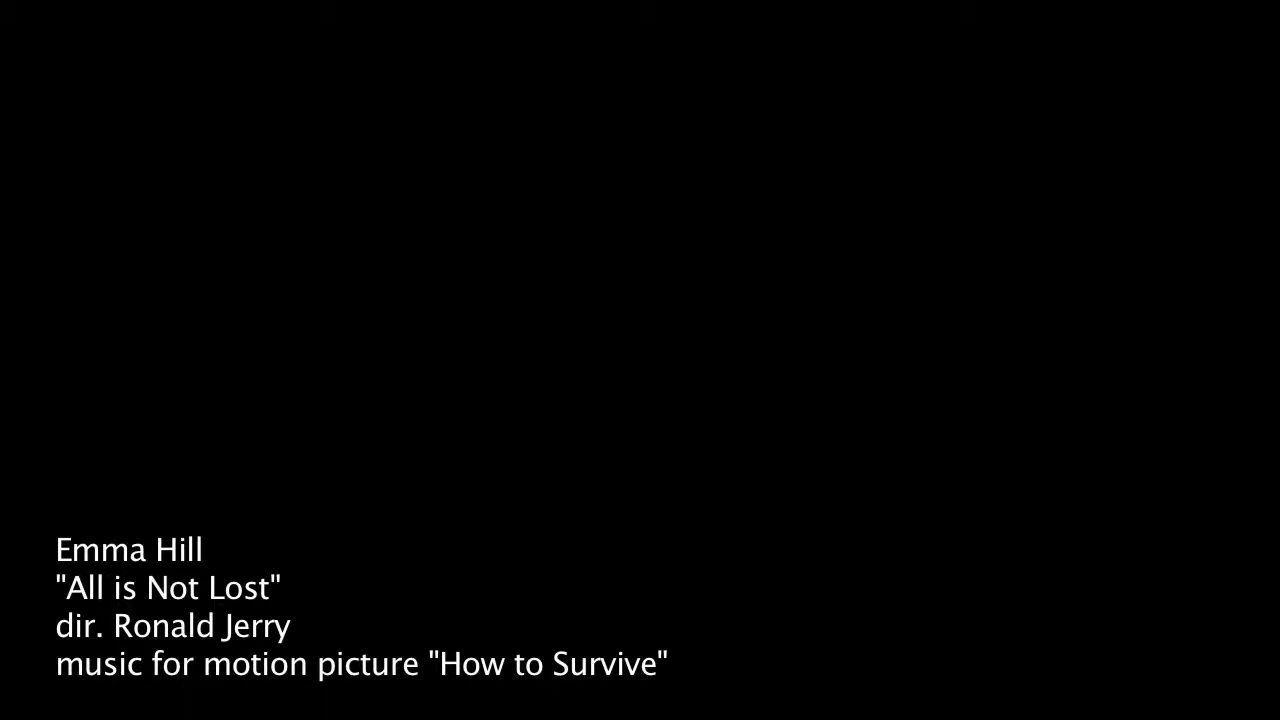 Emma Hill
"All is Not Lost"
dir. Ronald Jerry
music for motion picture "How to Survive"